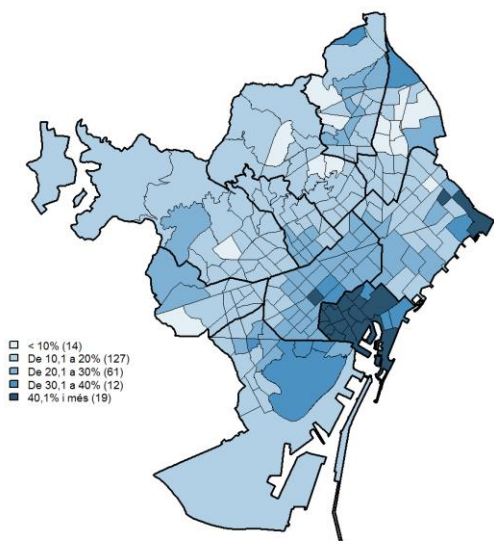 < 10% (14)
De 10,1 a 20% (127)
De 20,1 a 30% (61)
De 30,1 a 40% (12)
40,1% i més (19)